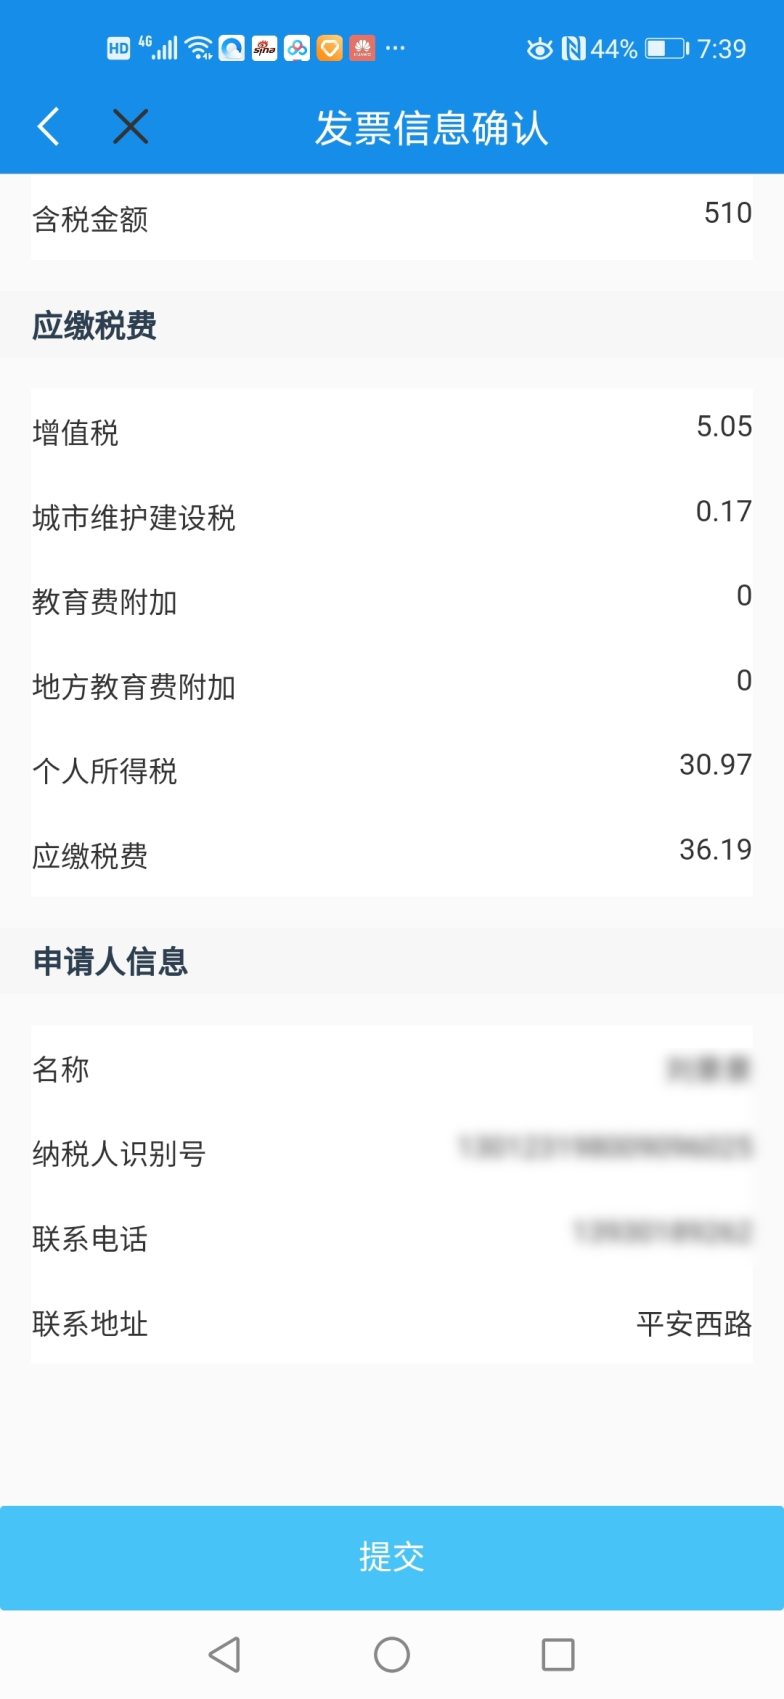 HD 4G sina 44% 7:39
发票信息确认
含税金额 510
应缴税费
增值税 5.05
城市维护建设税 0.17
教育费附加 0
地方教育费附加 0
个人所得税 30.97
应缴税费 36.19
申请人信息
名称
纳税人识别号
联系电话
联系地址 平安西路
提交